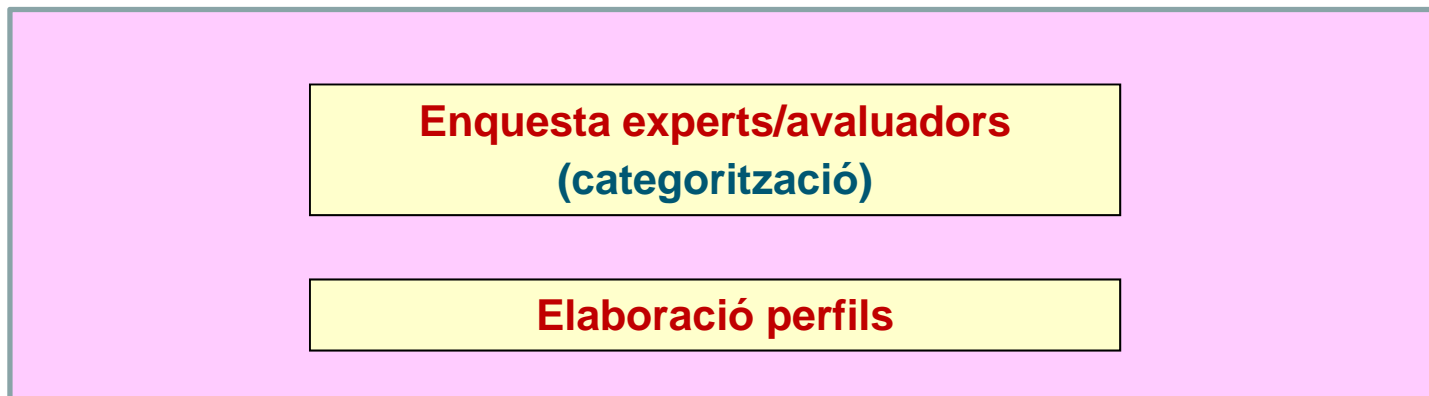 Enquesta experts/avaluadors
(categorització)
Elaboració perfils